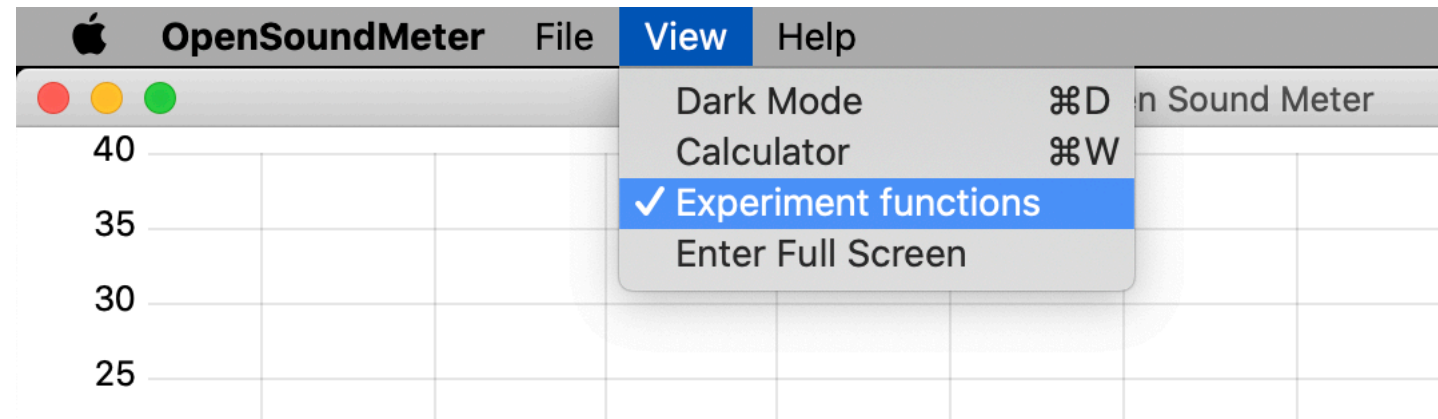 OpenSoundMeter File View Help
n Sound Meter
Dark Mode ⌘D
Calculator ⌘W
✓ Experiment functions
Enter Full Screen
40
35
30
25